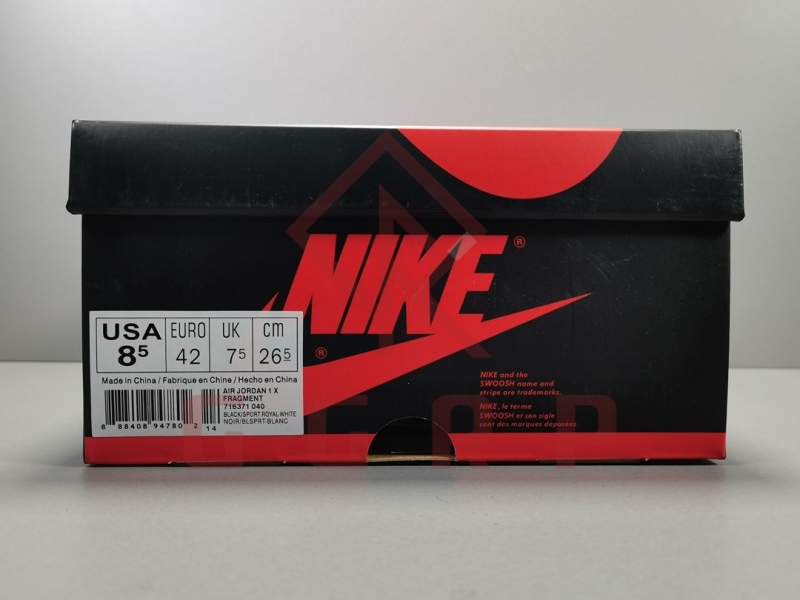 NIKE®
®
USA EURO UK cm
8⁵ 42 7⁵ 26⁵
Made in China / Fabrique en Chine / Hecho en China
AIR JORDAN 1 X
FRAGMENT
716371 040
BLACK/SPORT ROYAL-WHITE
NOIR/BLSPRT-BLANC
8 88408 94780 2 14
NIKE and the
SWOOSH name and
stripe are trademarks.
NIKE, le terme
SWOOSH et son sigle
sont des marques deposees.